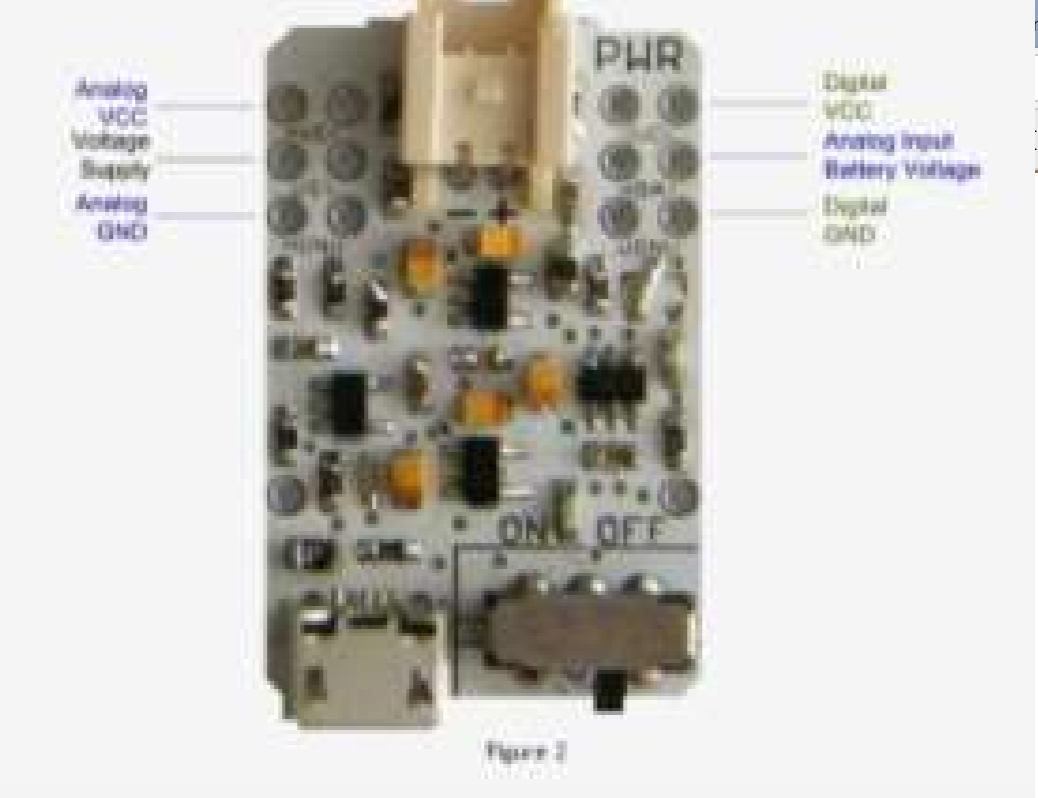 PWR
Analog
VCC
Voltage
Supply
Analog
GND
Digital
VCC
Analog Input
Battery Voltage
Digital
GND
- +
ON OFF
Figure 2